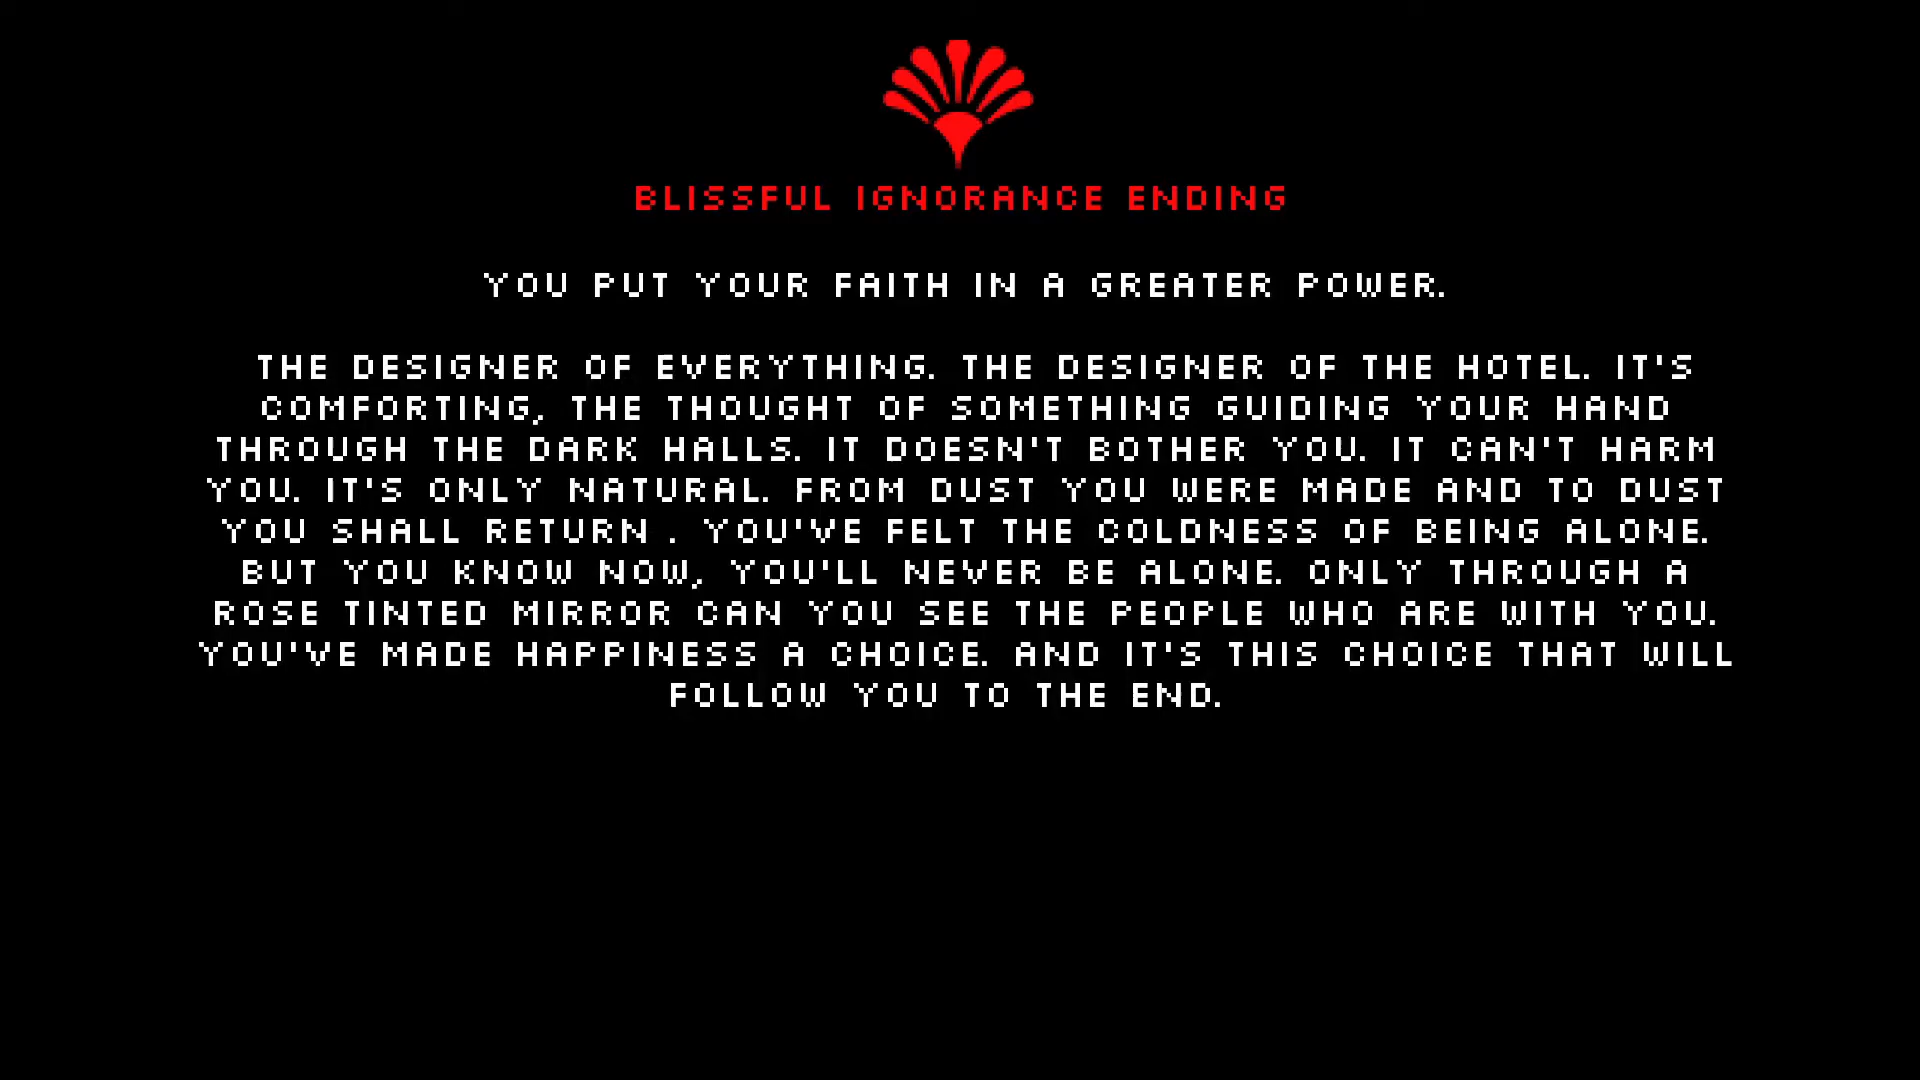 BLISSFUL IGNORANCE ENDING
YOU PUT YOUR FAITH IN A GREATER POWER.
THE DESIGNER OF EVERYTHING. THE DESIGNER OF THE HOTEL. IT'S
COMFORTING, THE THOUGHT OF SOMETHING GUIDING YOUR HAND
THROUGH THE DARK HALLS. IT DOESN'T BOTHER YOU. IT CAN'T HARM
YOU. IT'S ONLY NATURAL. FROM DUST YOU WERE MADE AND TO DUST
YOU SHALL RETURN . YOU'VE FELT THE COLDNESS OF BEING ALONE.
BUT YOU KNOW NOW, YOU'LL NEVER BE ALONE. ONLY THROUGH A
ROSE TINTED MIRROR CAN YOU SEE THE PEOPLE WHO ARE WITH YOU.
YOU'VE MADE HAPPINESS A CHOICE. AND IT'S THIS CHOICE THAT WILL
FOLLOW YOU TO THE END.